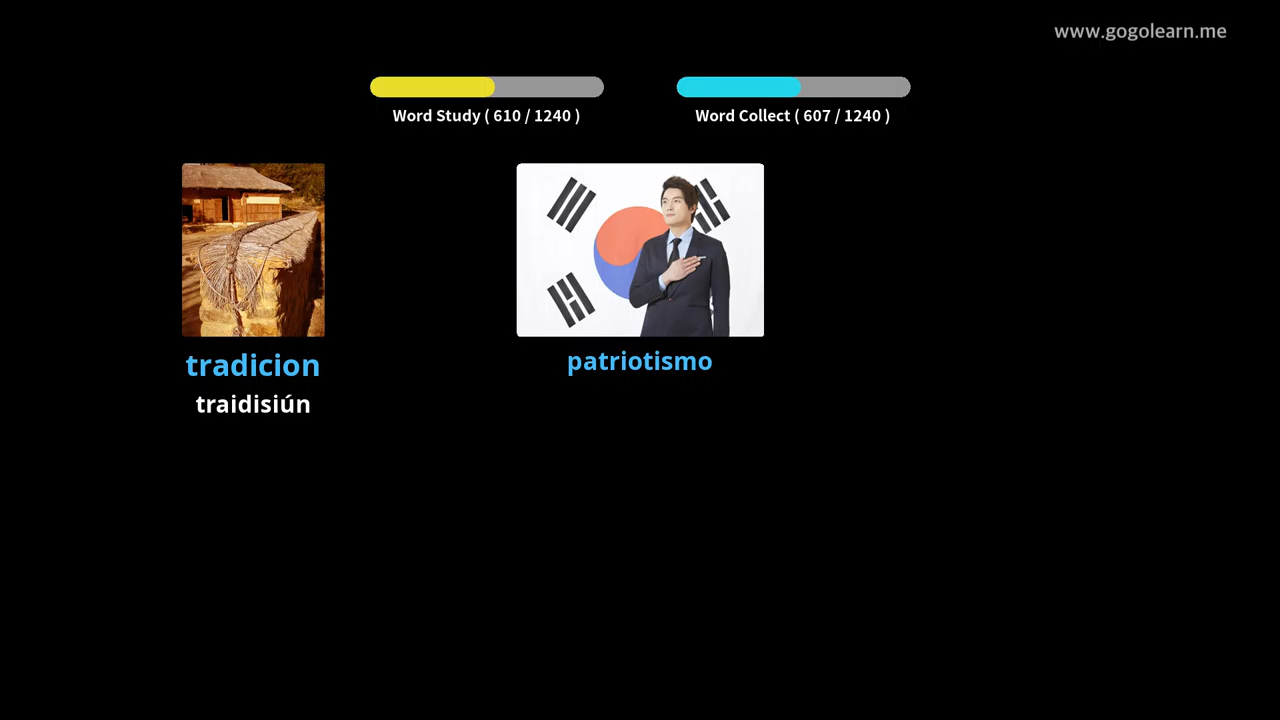 www.gogolearn.me
Word Study ( 610 / 1240 )
Word Collect ( 607 / 1240 )
tradicion
patriotismo
traidisiún